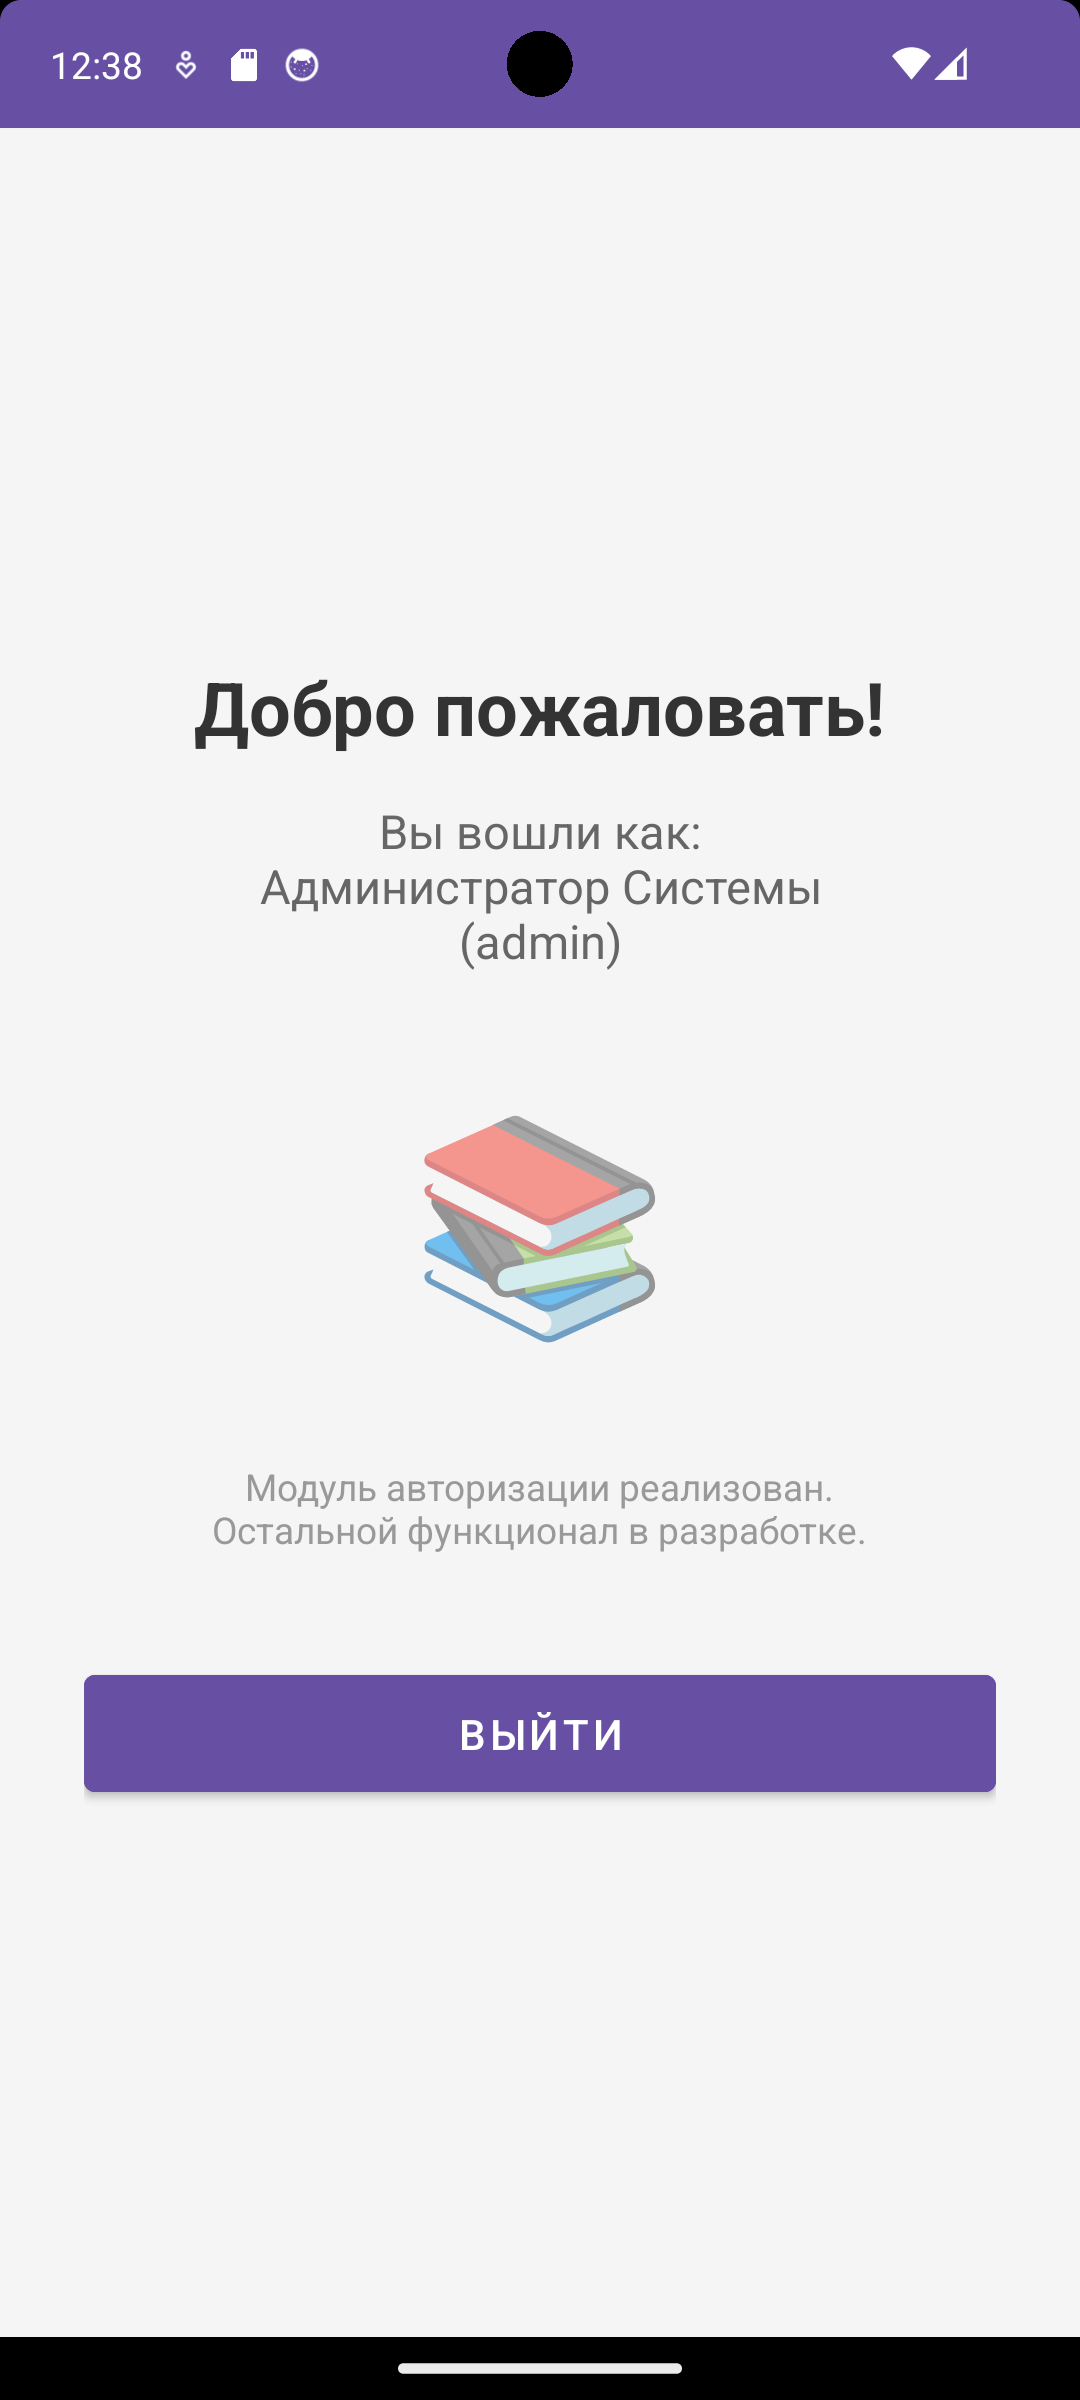 12:38
Добро пожаловать!
Вы вошли как:
Администратор Системы
(admin)
Модуль авторизации реализован.
Остальной функционал в разработке.
ВЫЙТИ